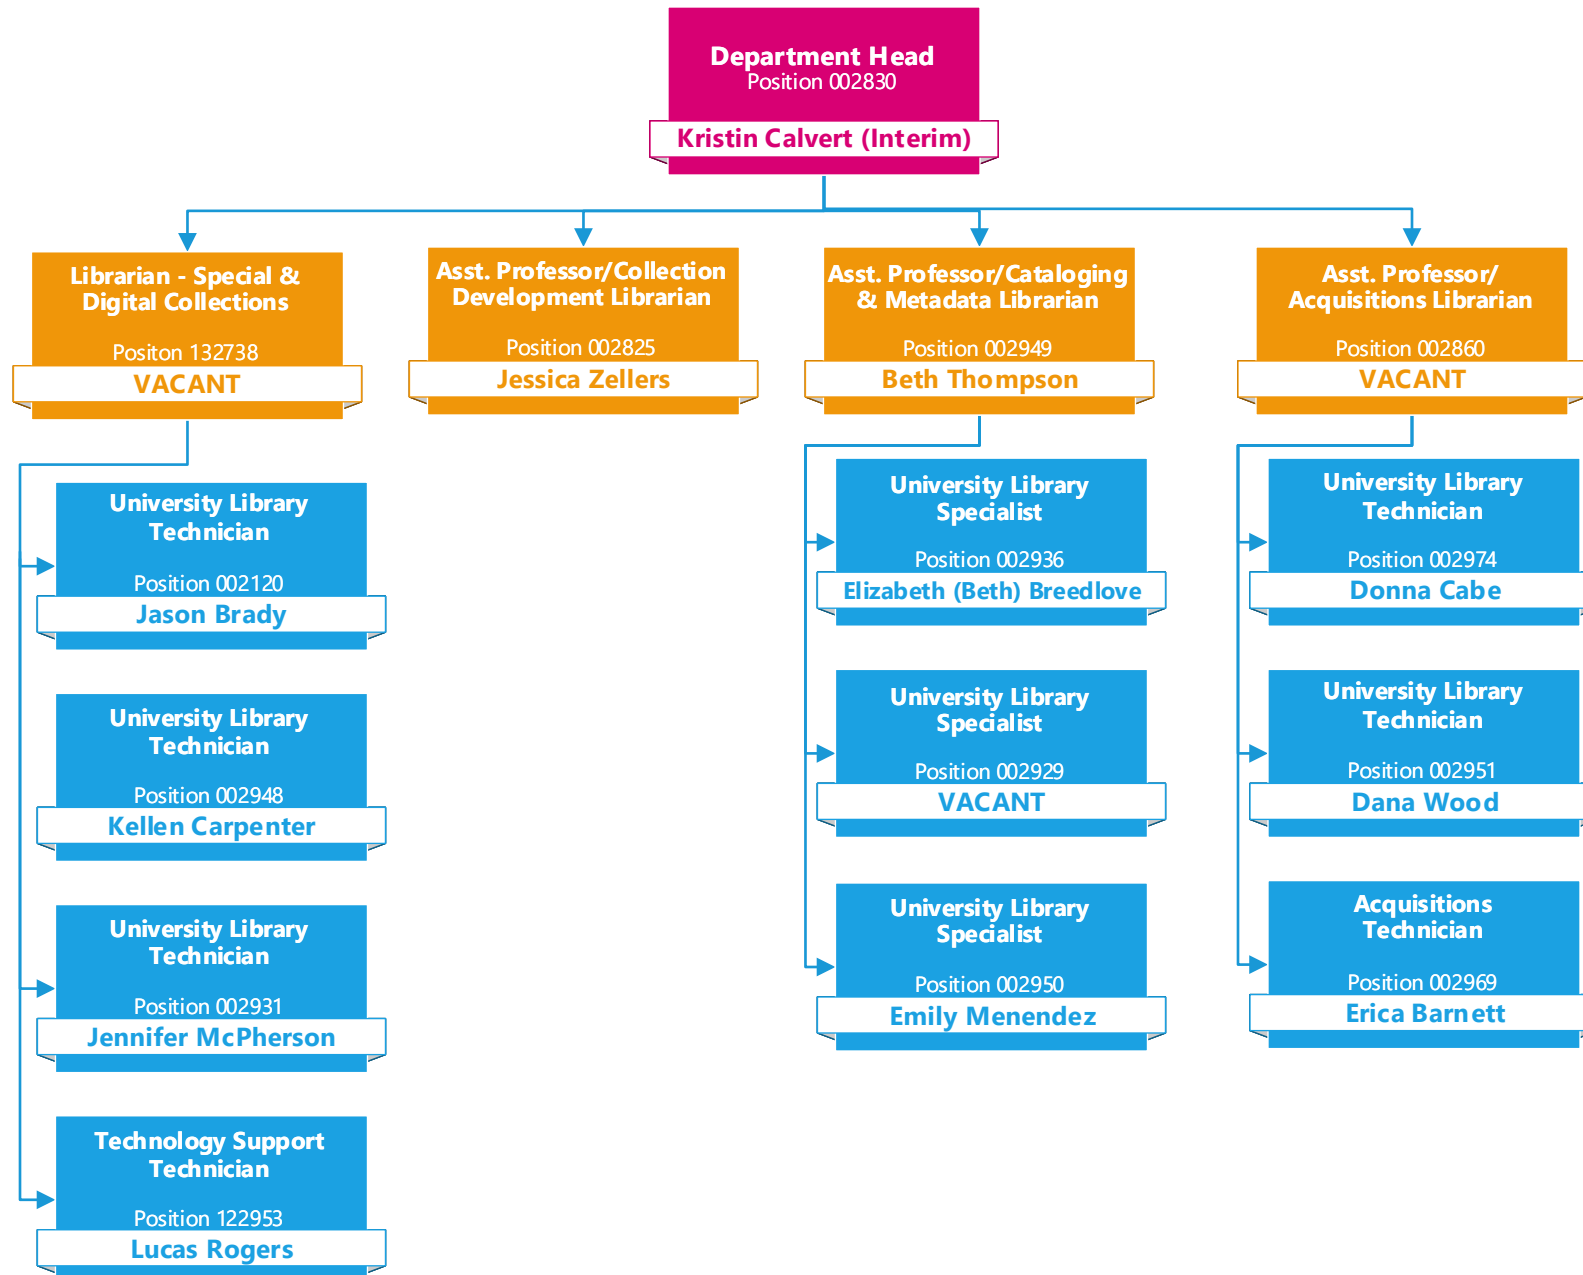 Department Head
Position 002830
Kristin Calvert (Interim)
Librarian - Special &
Digital Collections
Positon 132738
VACANT
Asst. Professor/Collection
Development Librarian
Position 002825
Jessica Zellers
Asst. Professor/Cataloging
& Metadata Librarian
Position 002949
Beth Thompson
Asst. Professor/
Acquisitions Librarian
Position 002860
VACANT
University Library
Technician
Position 002120
Jason Brady
University Library
Technician
Position 002948
Kellen Carpenter
University Library
Technician
Position 002931
Jennifer McPherson
Technology Support
Technician
Position 122953
Lucas Rogers
University Library
Specialist
Position 002936
Elizabeth (Beth) Breedlove
University Library
Specialist
Position 002929
VACANT
University Library
Specialist
Position 002950
Emily Menendez
University Library
Technician
Position 002974
Donna Cabe
University Library
Technician
Position 002951
Dana Wood
Acquisitions
Technician
Position 002969
Erica Barnett